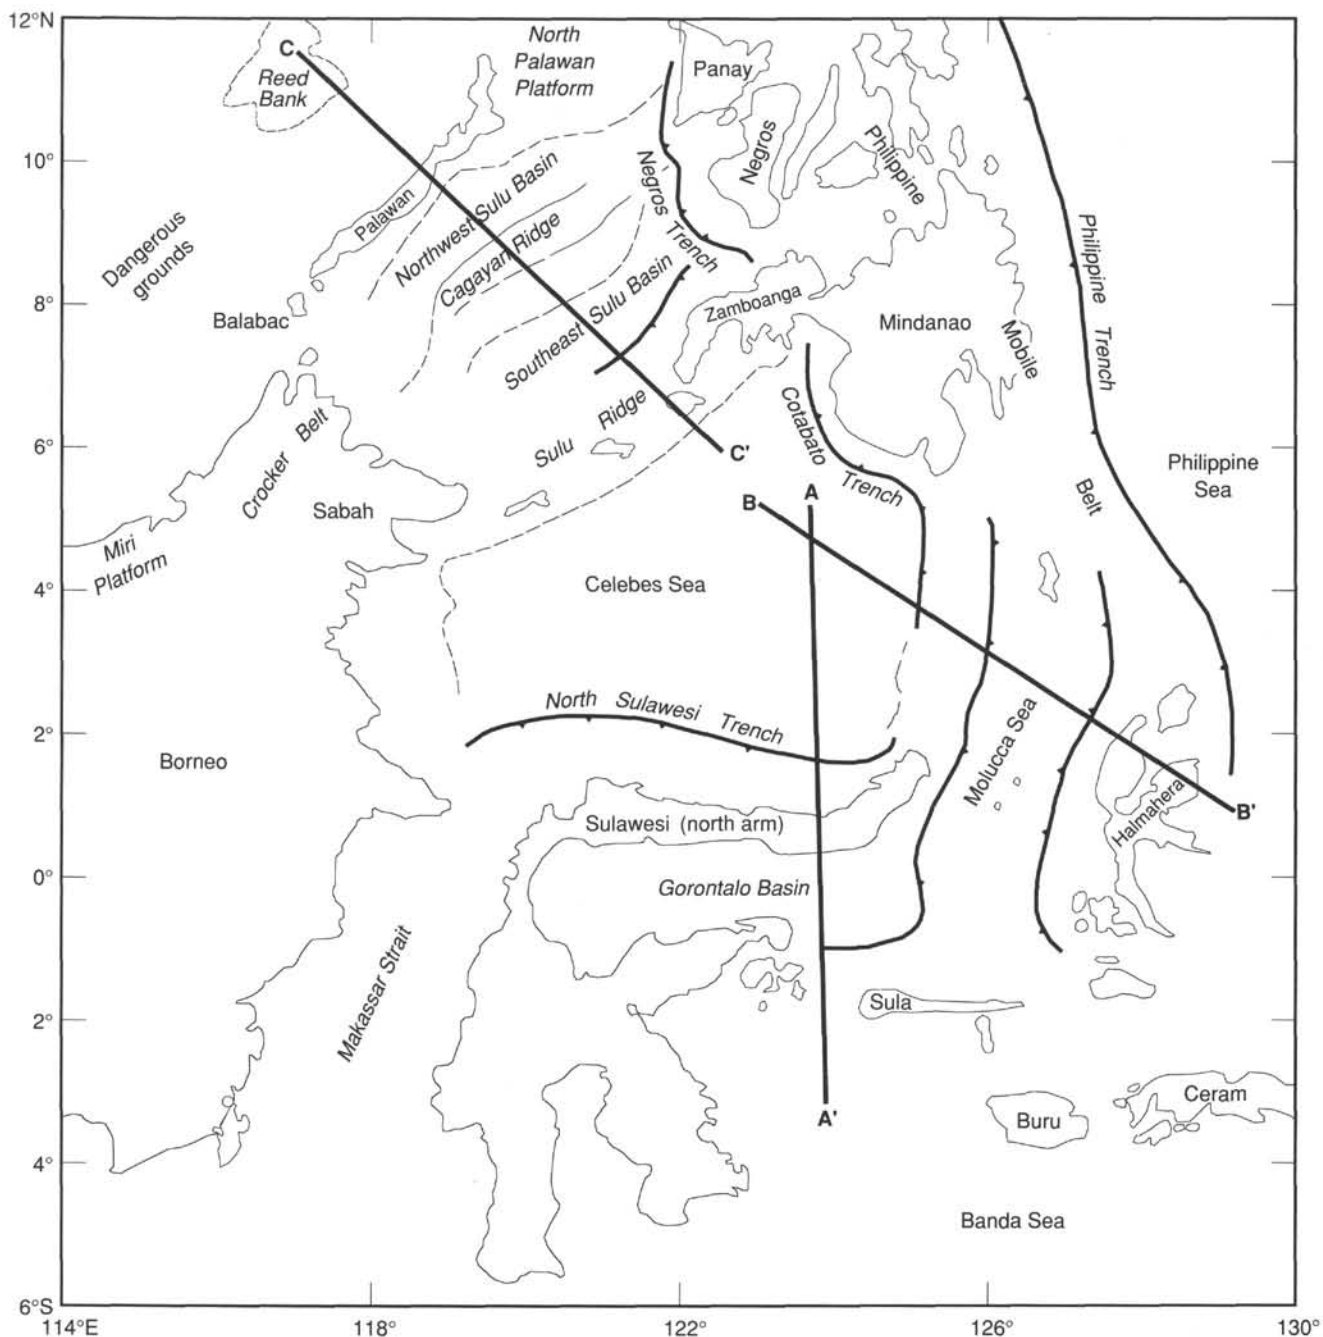 12°N
North
Palawan
Platform
C
Reed
Bank
Panay
10°
Negros
Philippine
Negros Trench
Northwest Sulu Basin
Palawan
Cagayan Ridge
Philippine Trench
Dangerous
grounds
8°
Southeast Sulu Basin
Zamboanga
Balabac
Mindanao
Mobile
Sulu Ridge
Cotabato Trench
6°
Crocker Belt
C'
Philippine
Sea
Belt
Sabah
B
A
Miri
Platform
4°
Celebes Sea
North Sulawesi Trench
2°
Borneo
Molucca Sea
Halmahera
B'
Sulawesi (north arm)
0°
Gorontalo Basin
Makassar Strait
2°
Sula
A'
Buru
Ceram
4°
Banda Sea
6°S
114°E
118°
122°
126°
130°